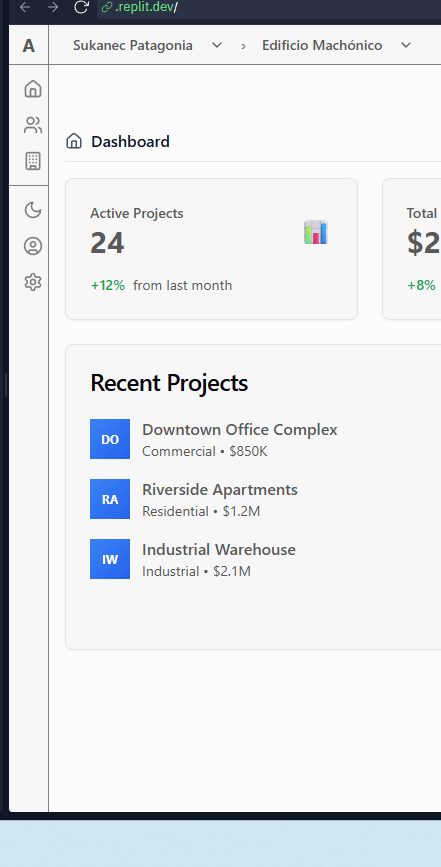 .replit.dev/
A
Sukanec Patagonia › Edificio Machónico
Dashboard
Active Projects
24
+12% from last month
Total
$2
+8%
Recent Projects
DO
Downtown Office Complex
Commercial • $850K
RA
Riverside Apartments
Residential • $1.2M
IW
Industrial Warehouse
Industrial • $2.1M